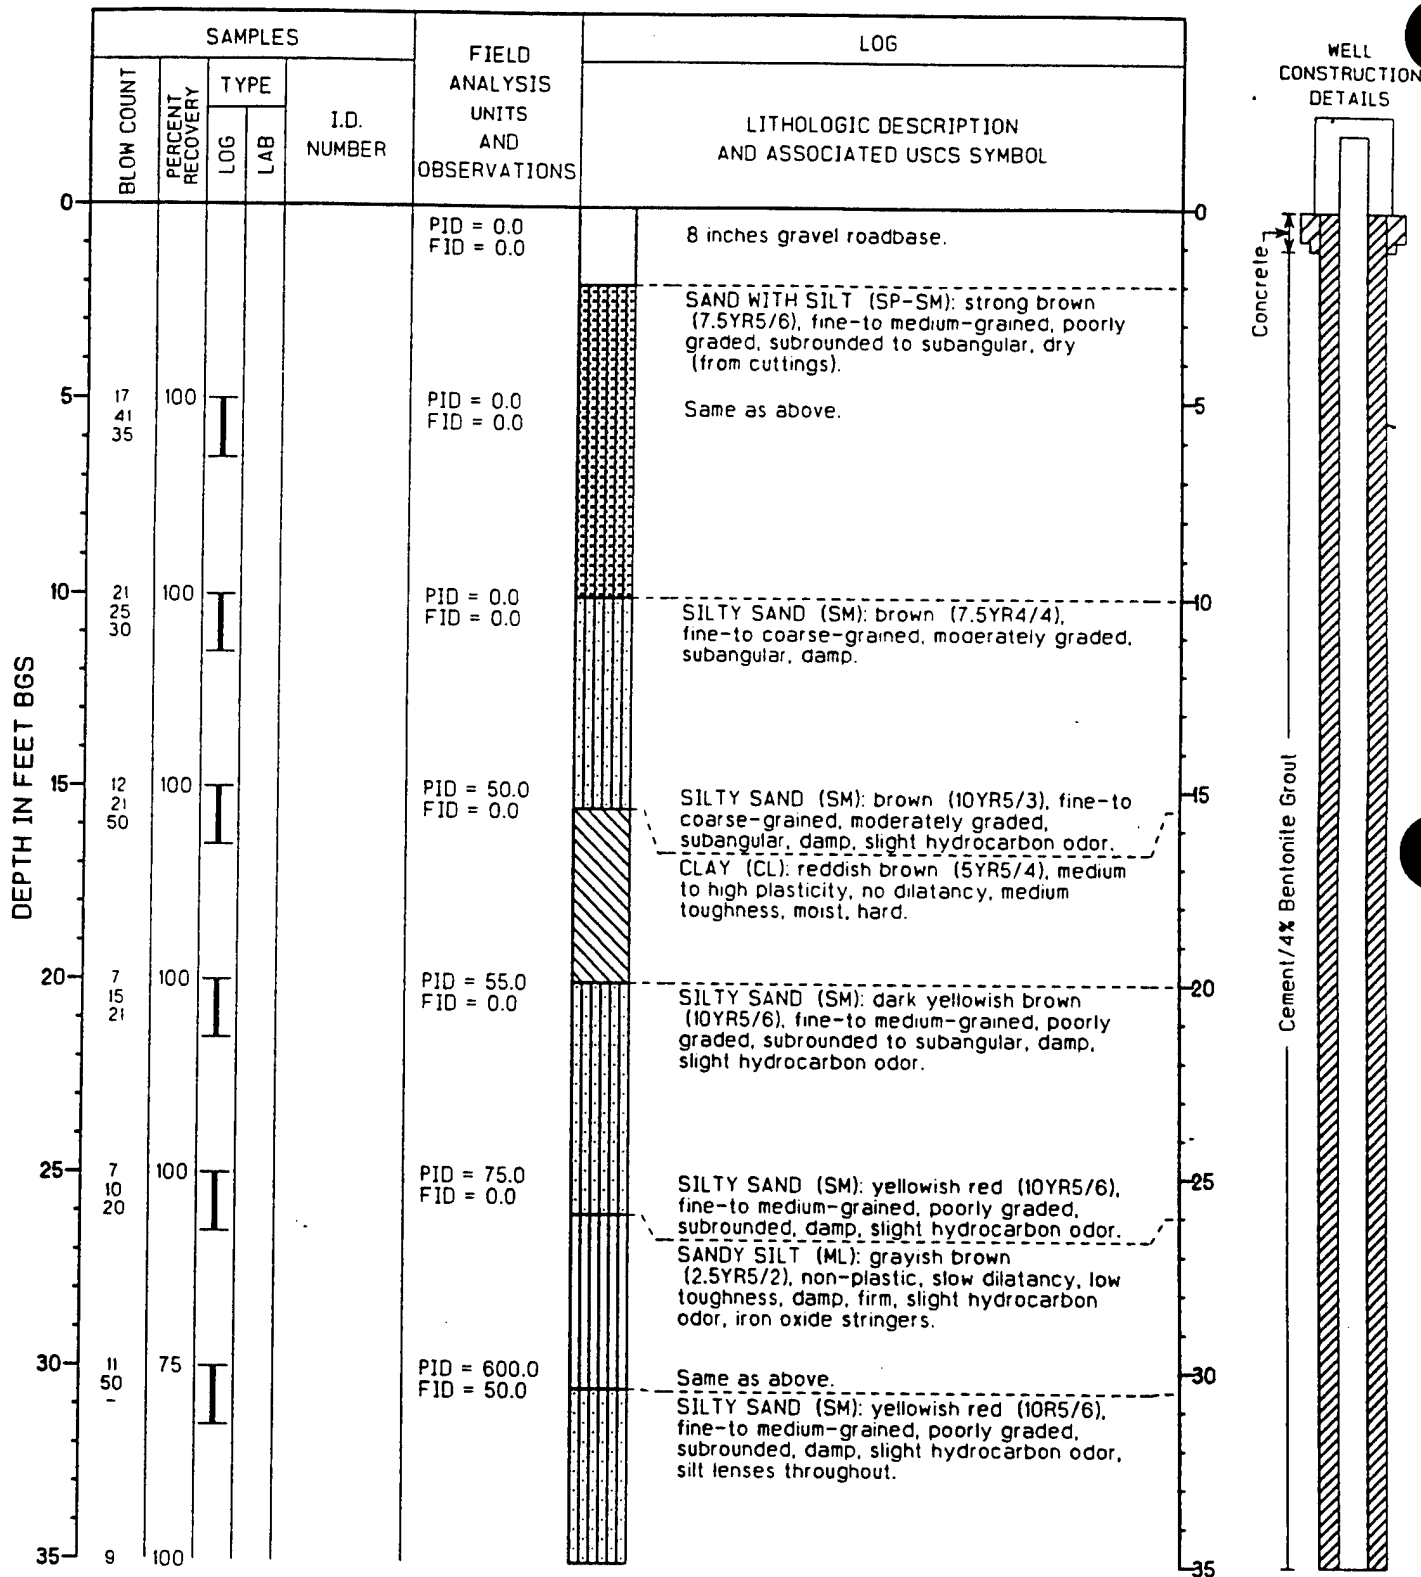 SAMPLES
BLOW COUNT
PERCENT
RECOVERY
TYPE
LOG
LAB
I.D.
NUMBER
FIELD
ANALYSIS
UNITS
AND
OBSERVATIONS
LOG
LITHOLOGIC DESCRIPTION
AND ASSOCIATED USCS SYMBOL
WELL
CONSTRUCTION
DETAILS
DEPTH IN FEET BGS
0
PID = 0.0
FID = 0.0
8 inches gravel roadbase.
0
Concrete
SAND WITH SILT (SP-SM): strong brown
(7.5YR5/6), fine-to medium-grained, poorly
graded, subrounded to subangular, dry
(from cuttings).
5
17
41
35
100
PID = 0.0
FID = 0.0
Same as above.
5
10
21
25
30
100
PID = 0.0
FID = 0.0
SILTY SAND (SM): brown (7.5YR4/4),
fine-to coarse-grained, moderately graded,
subangular, damp.
10
15
12
21
50
100
PID = 50.0
FID = 0.0
SILTY SAND (SM): brown (10YR5/3), fine-to
coarse-grained, moderately graded,
subangular, damp, slight hydrocarbon odor.
CLAY (CL): reddish brown (5YR5/4), medium
to high plasticity, no dilatancy, medium
toughness, moist, hard.
15
Cement/4% Bentonite Grout
20
7
15
21
100
PID = 55.0
FID = 0.0
SILTY SAND (SM): dark yellowish brown
(10YR5/6), fine-to medium-grained, poorly
graded, subrounded to subangular, damp,
slight hydrocarbon odor.
20
25
7
10
20
100
PID = 75.0
FID = 0.0
SILTY SAND (SM): yellowish red (10YR5/6),
fine-to medium-grained, poorly graded,
subrounded, damp, slight hydrocarbon odor.
SANDY SILT (ML): grayish brown
(2.5YR5/2), non-plastic, slow dilatancy, low
toughness, damp, firm, slight hydrocarbon
odor, iron oxide stringers.
25
30
11
50
-
75
PID = 600.0
FID = 50.0
Same as above.
SILTY SAND (SM): yellowish red (10R5/6),
fine-to medium-grained, poorly graded,
subrounded, damp, slight hydrocarbon odor,
silt lenses throughout.
30
35
9
100
35